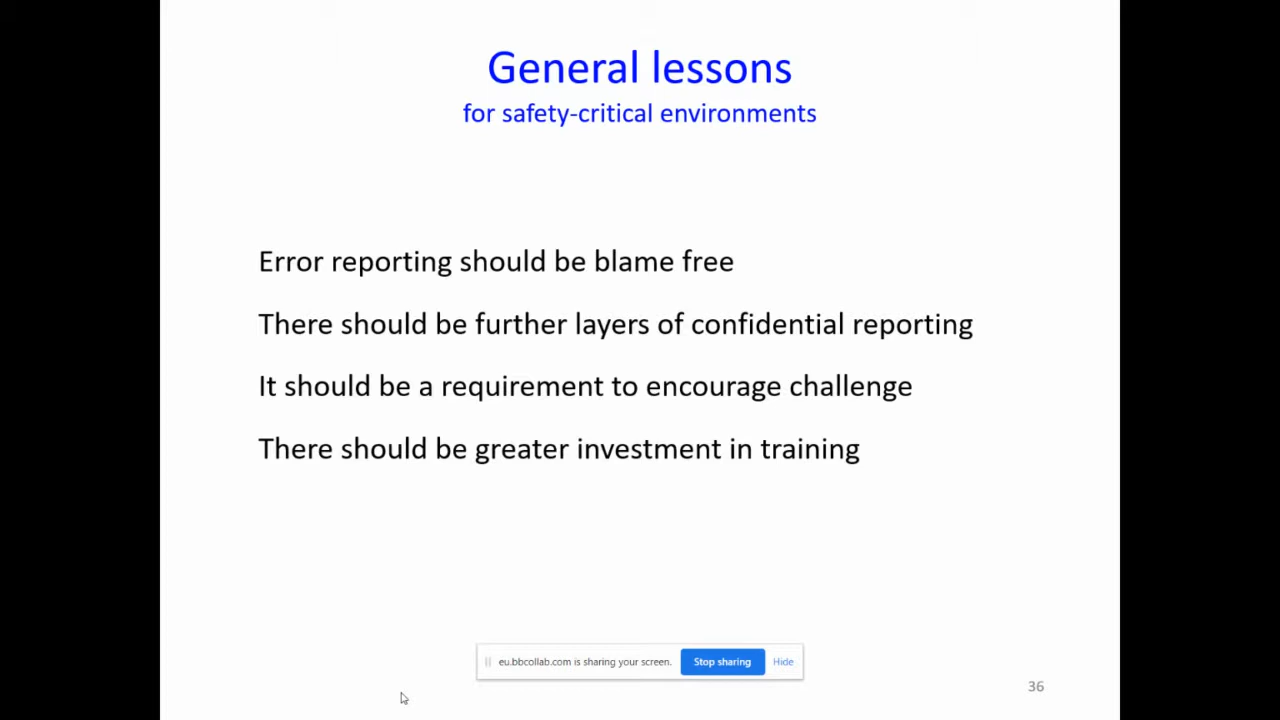 General lessons
for safety-critical environments
Error reporting should be blame free
There should be further layers of confidential reporting
It should be a requirement to encourage challenge
There should be greater investment in training
eu.bbcollab.com is sharing your screen. Stop sharing Hide
36